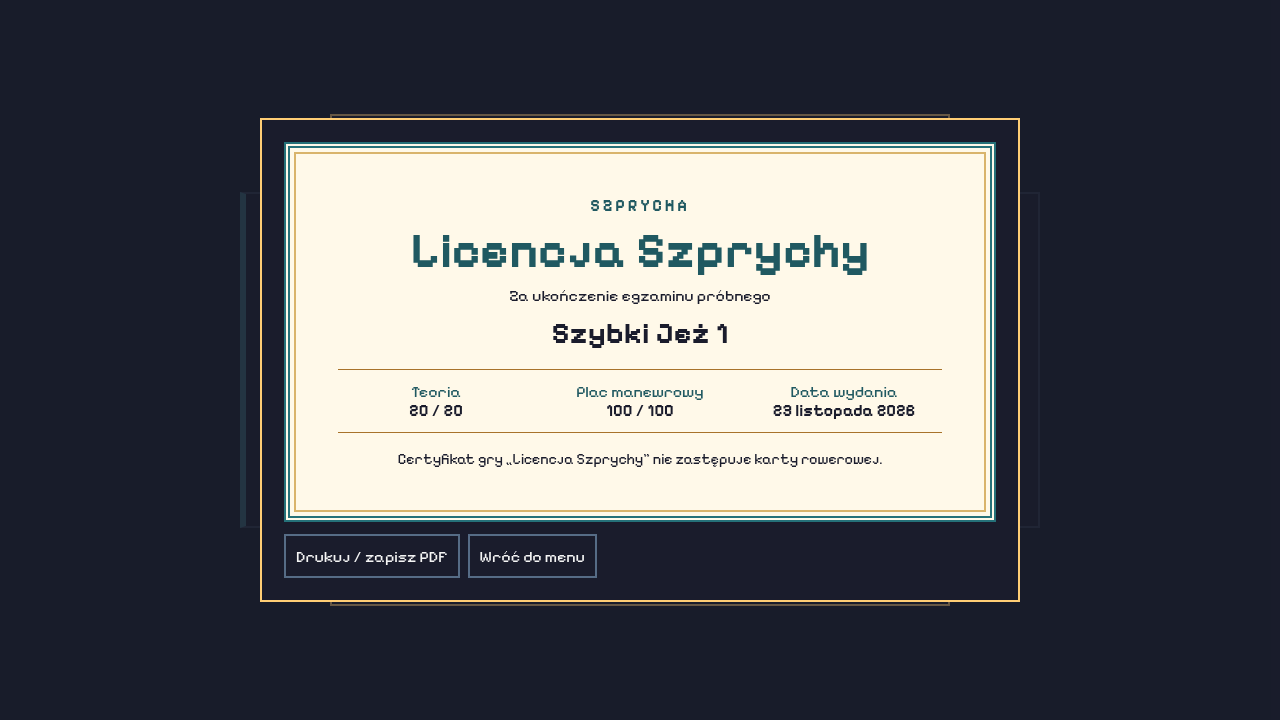 SZPRYCHA
Licencja Szprychy
Za ukończenie egzaminu próbnego
Szybki Jeż 1
Teoria
20 / 20
Plac manewrowy
100 / 100
Data wydania
23 listopada 2026
Certyfikat gry „Licencja Szprychy” nie zastępuje karty rowerowej.
Drukuj / zapisz PDF
Wróć do menu